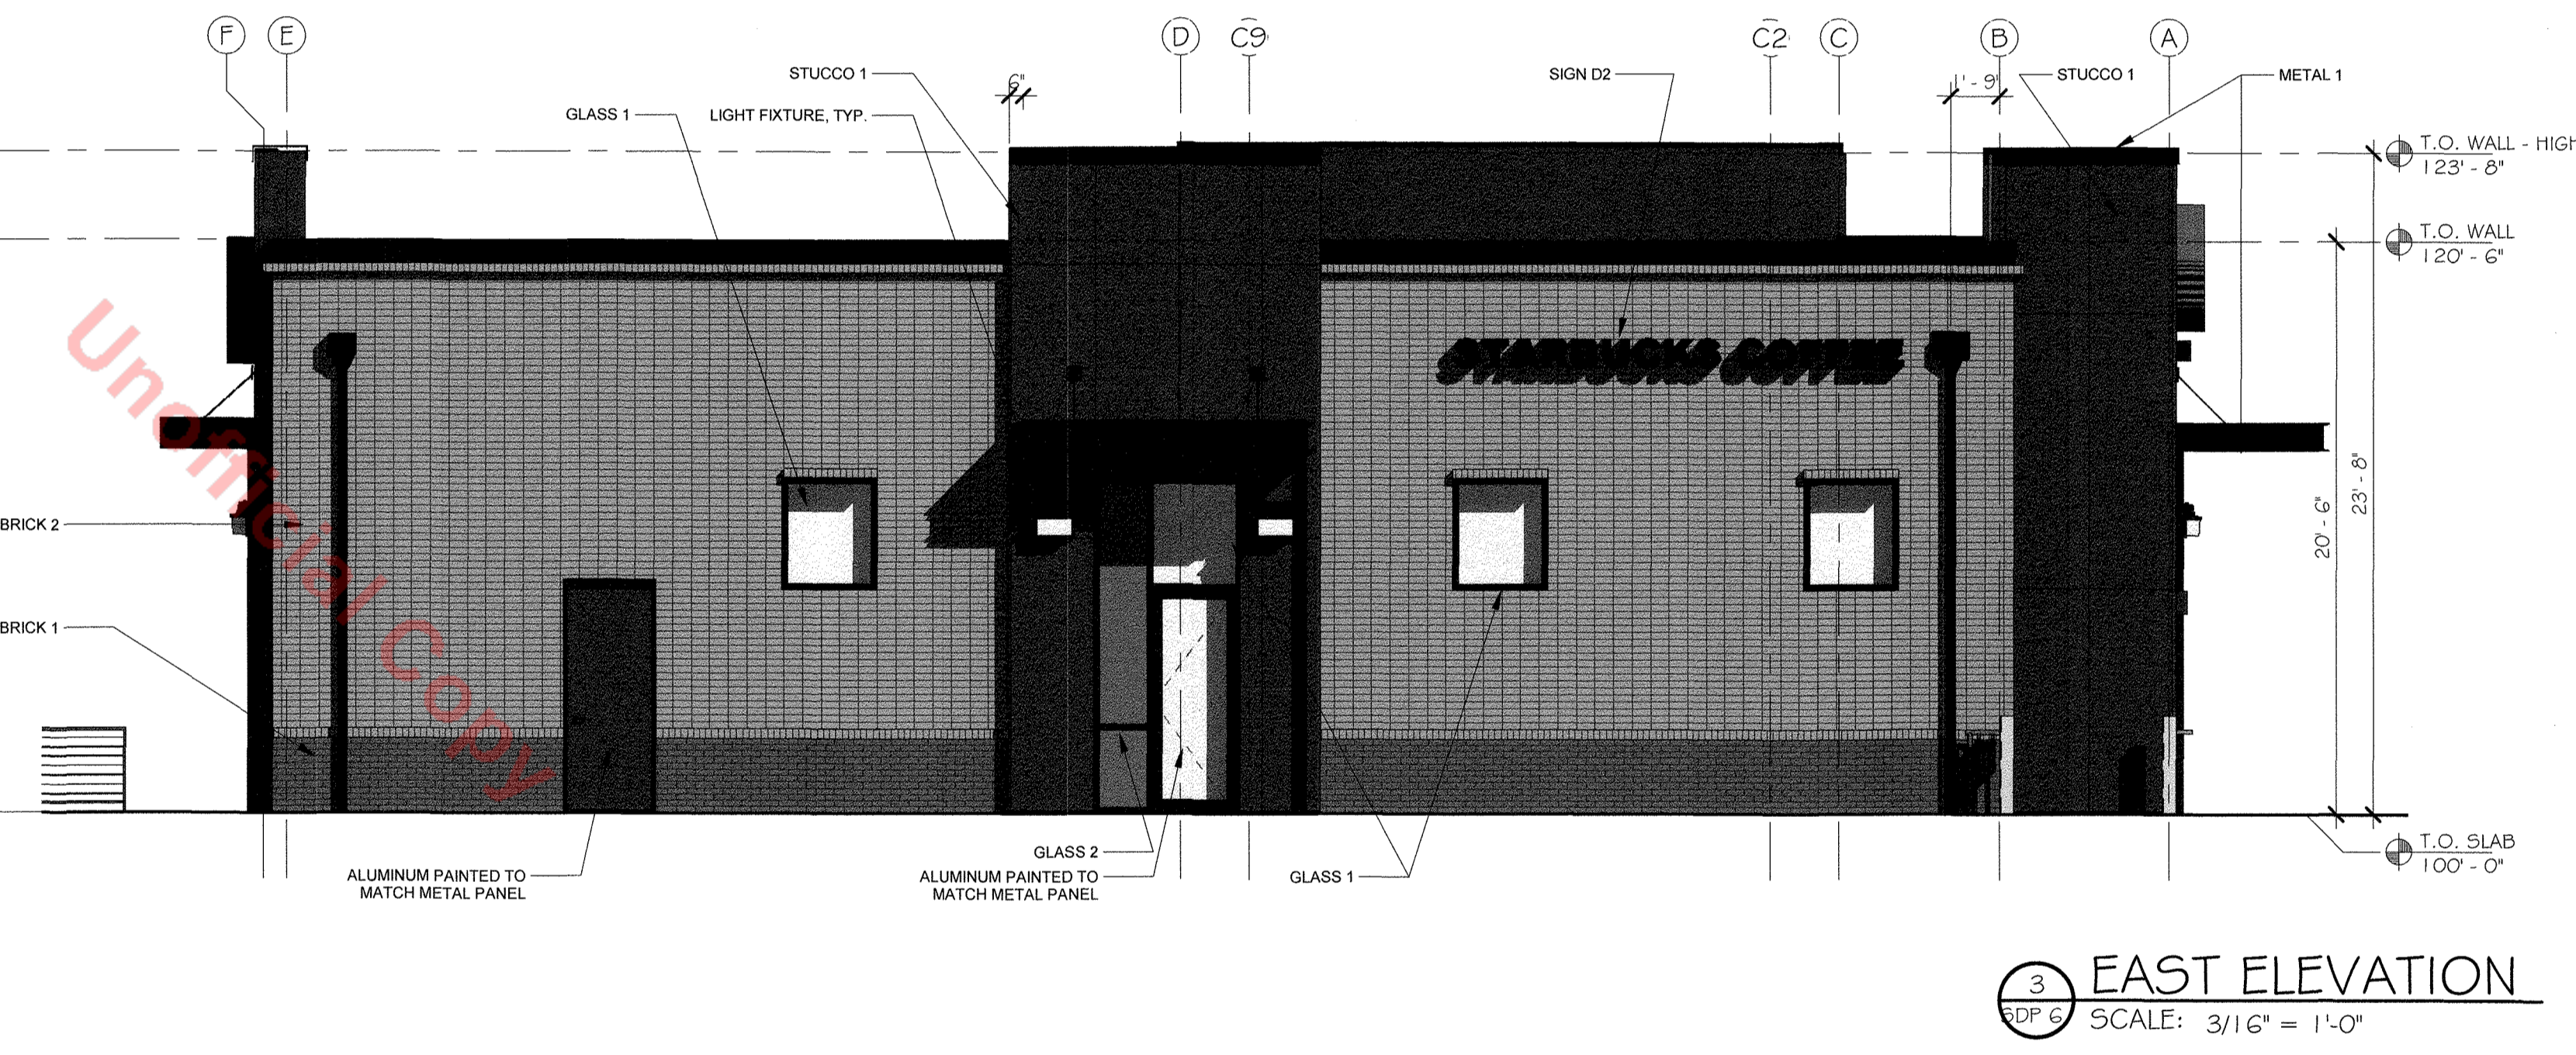 F
E
D
C9
C2
C
B
A
STUCCO 1
GLASS 1
LIGHT FIXTURE, TYP.
6"
SIGN D2
1' - 9"
STUCCO 1
METAL 1
T.O. WALL - HIGH
123' - 8"
T.O. WALL
120' - 6"
STARBUCKS COFFEE
Unofficial Copy
BRICK 2
BRICK 1
20' - 6"
23' - 8"
T.O. SLAB
100' - 0"
ALUMINUM PAINTED TO
MATCH METAL PANEL
GLASS 2
ALUMINUM PAINTED TO
MATCH METAL PANEL
GLASS 1
3
SDP 6
EAST ELEVATION
SCALE: 3/16" = 1'-0"